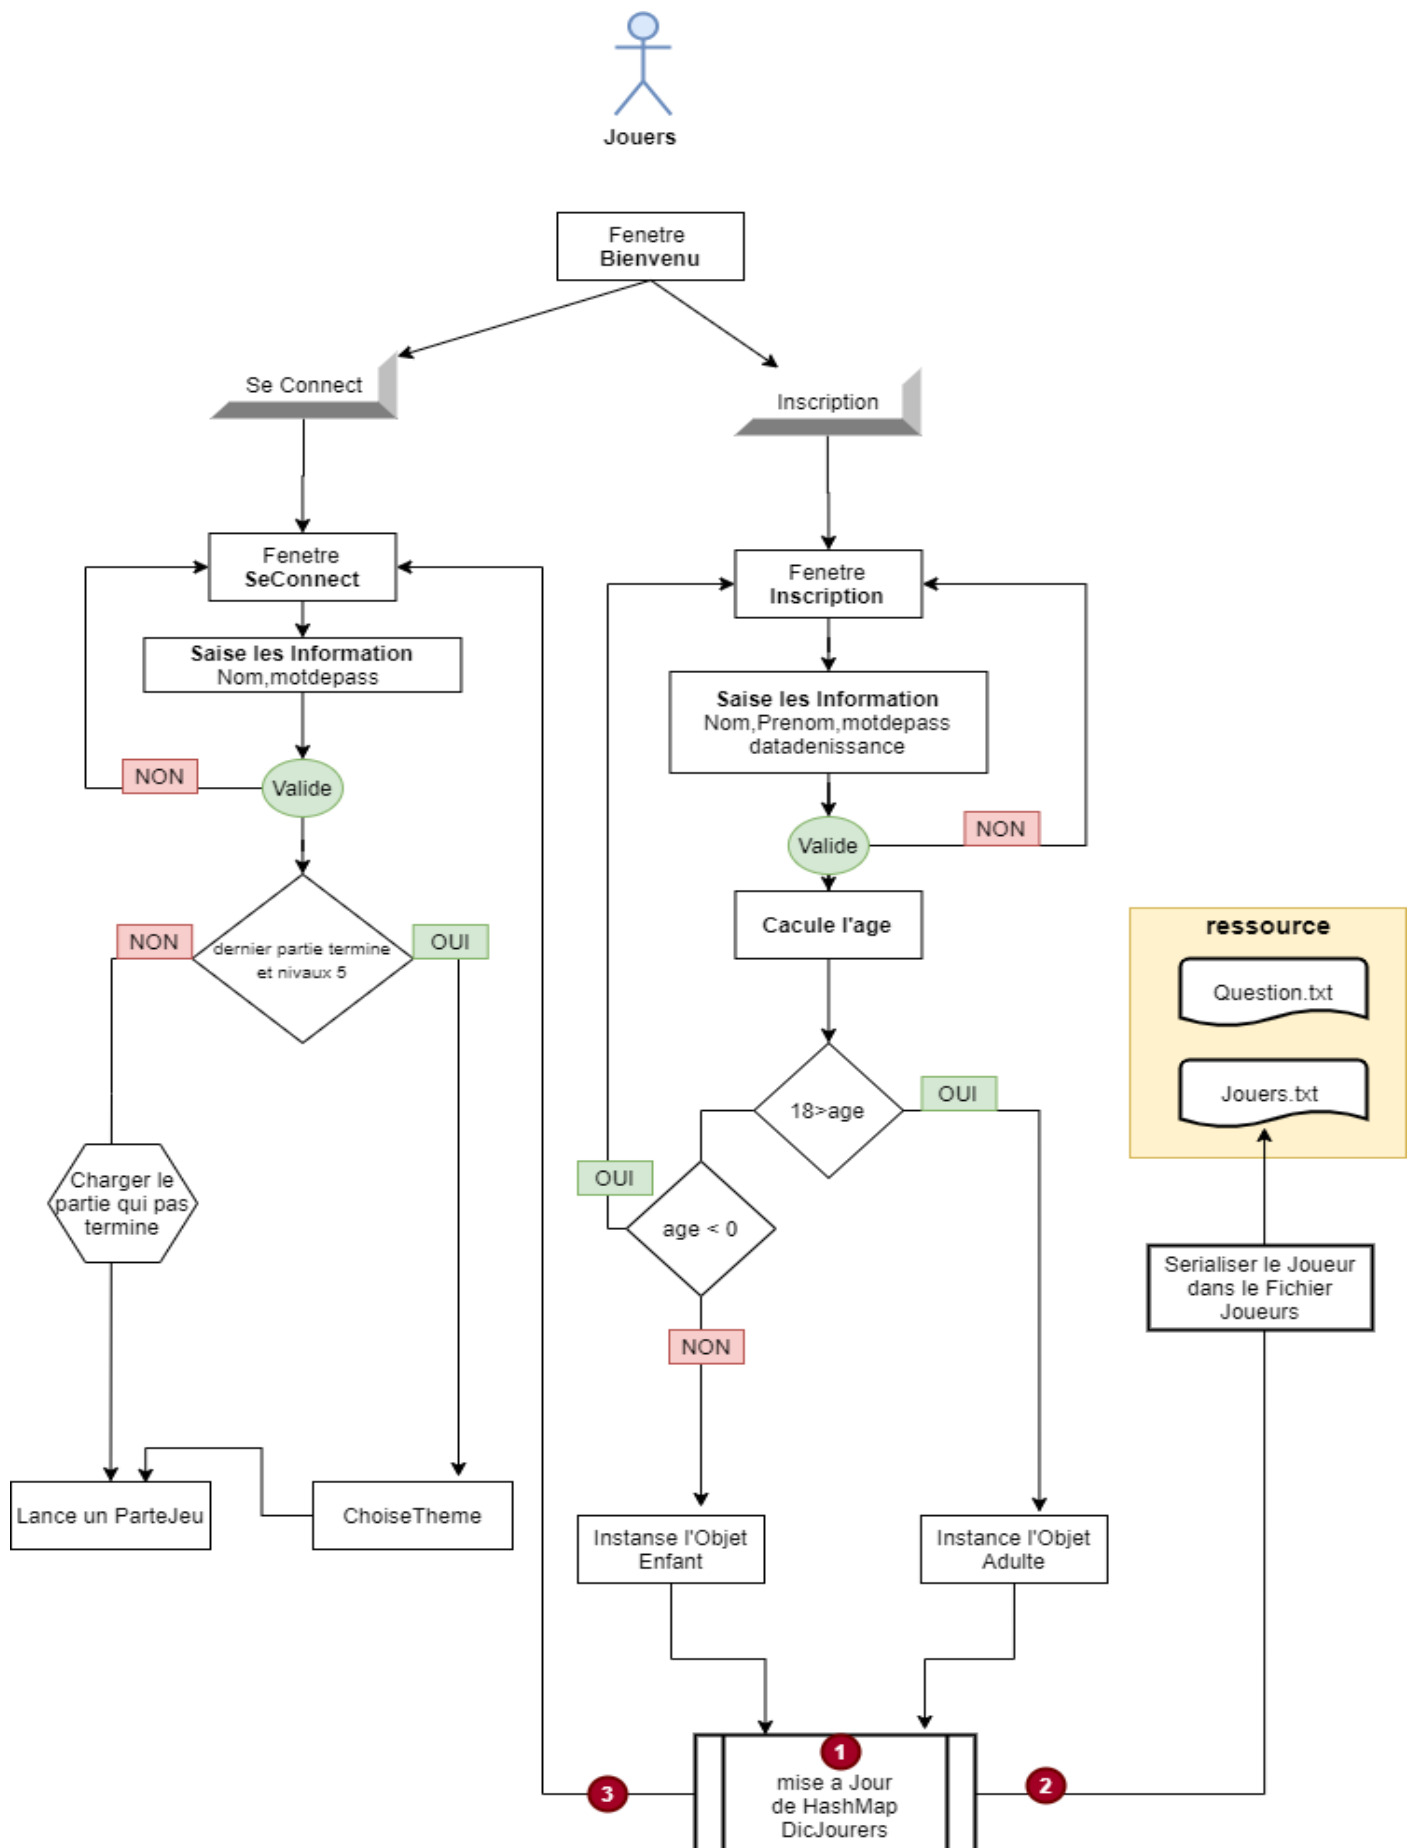 Jouers
Fenetre
Bienvenu
Se Connect
Inscription
Fenetre
SeConnect
Saise les Information
Nom,motdepass
NON
Valide
NON
dernier partie termine
et nivaux 5
OUI
Charger le
partie qui pas
termine
Lance un ParteJeu
ChoiseTheme
Fenetre
Inscription
Saise les Information
Nom,Prenom,motdepass
datadenissance
Valide
NON
Cacule l'age
18>age
OUI
OUI
age < 0
NON
Instanse l'Objet
Enfant
Instance l'Objet
Adulte
ressource
Question.txt
Jouers.txt
Serialiser le Joueur
dans le Fichier
Joueurs
1
mise a Jour
de HashMap
DicJourers
3
2